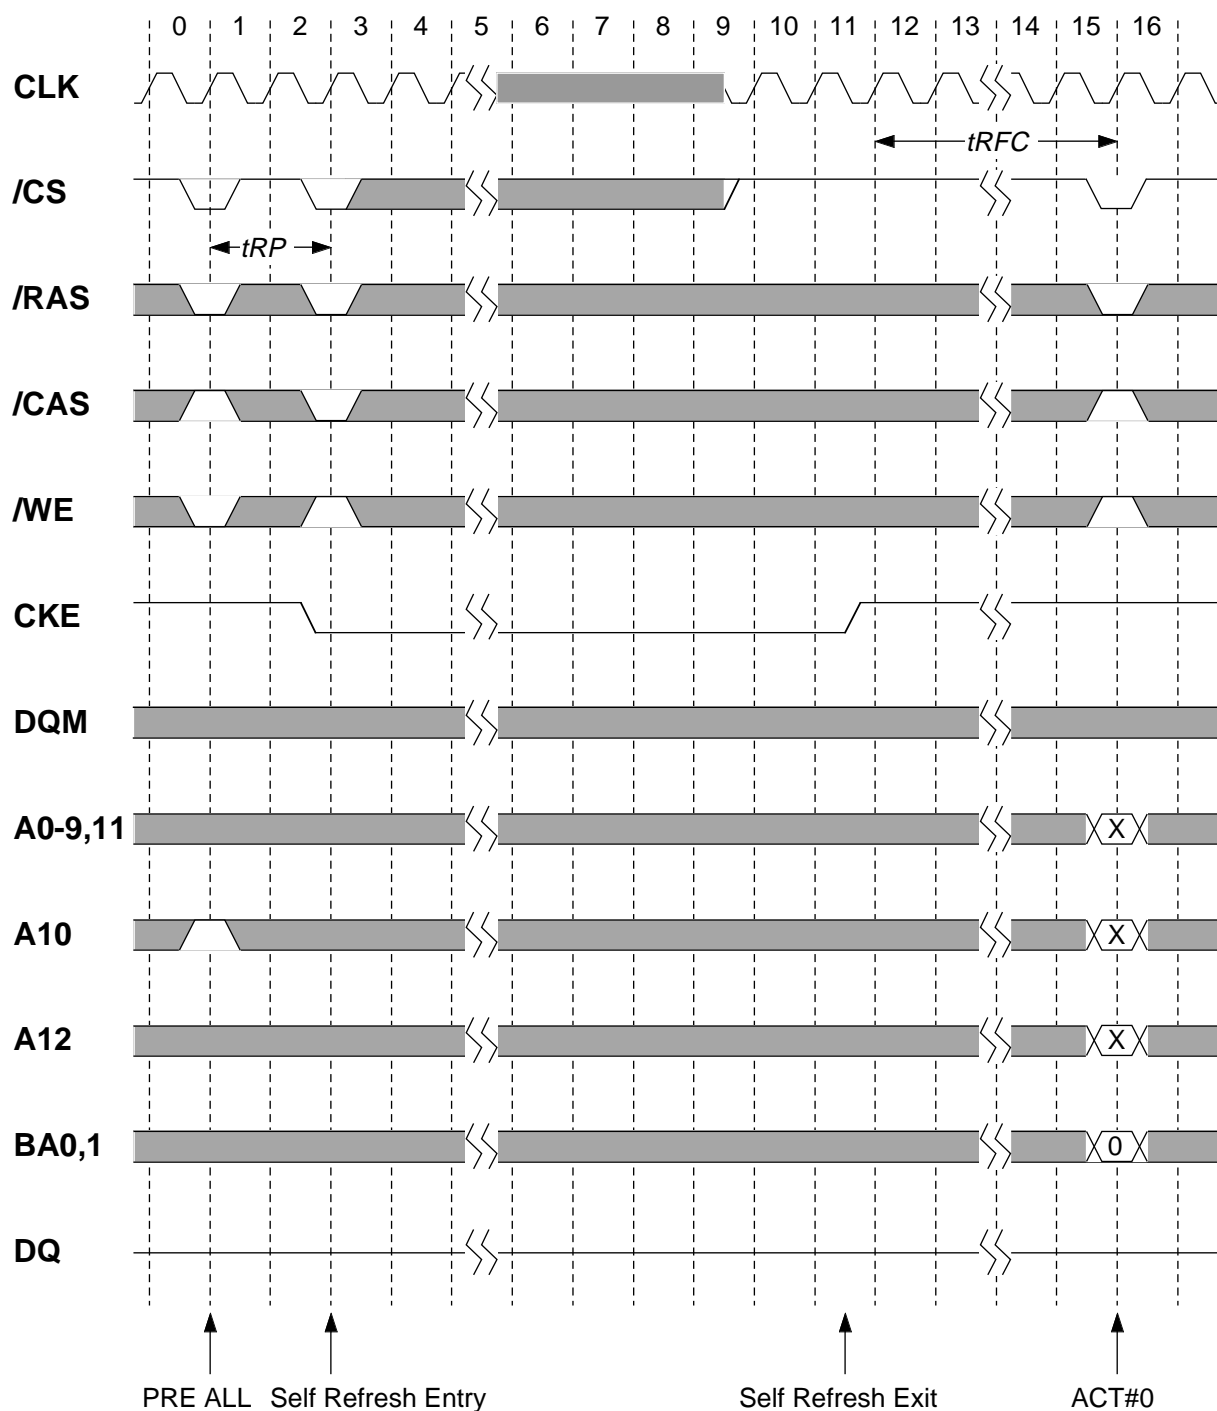 0 1 2 3 4 5 6 7 8 9 10 11 12 13 14 15 16
CLK
tRFC
/CS
tRP
/RAS
/CAS
/WE
CKE
DQM
A0-9,11 X
A10 X
A12 X
BA0,1 0
DQ
PRE ALL Self Refresh Entry Self Refresh Exit ACT#0